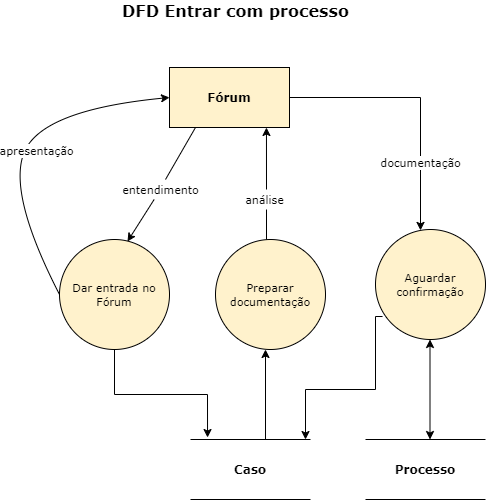 DFD Entrar com processo
Fórum
apresentação
entendimento
análise
documentação
Dar entrada no
Fórum
Preparar
documentação
Aguardar
confirmação
Caso
Processo